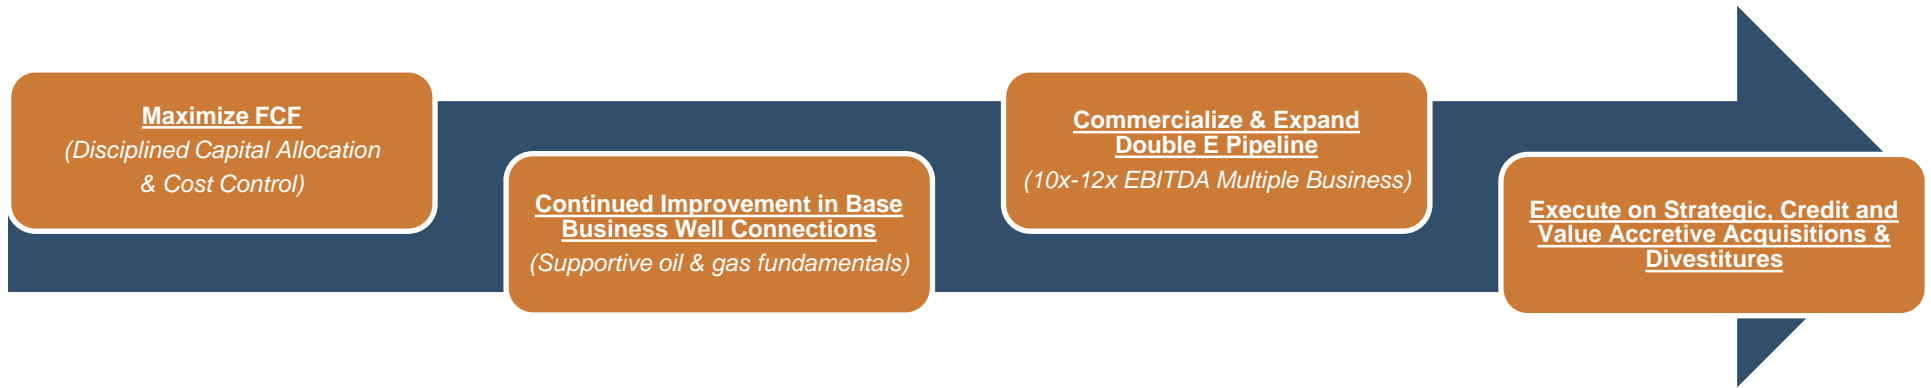 Maximize FCF
(Disciplined Capital Allocation
& Cost Control)
Continued Improvement in Base
Business Well Connections
(Supportive oil & gas fundamentals)
Commercialize & Expand
Double E Pipeline
(10x-12x EBITDA Multiple Business)
Execute on Strategic, Credit and
Value Accretive Acquisitions &
Divestitures